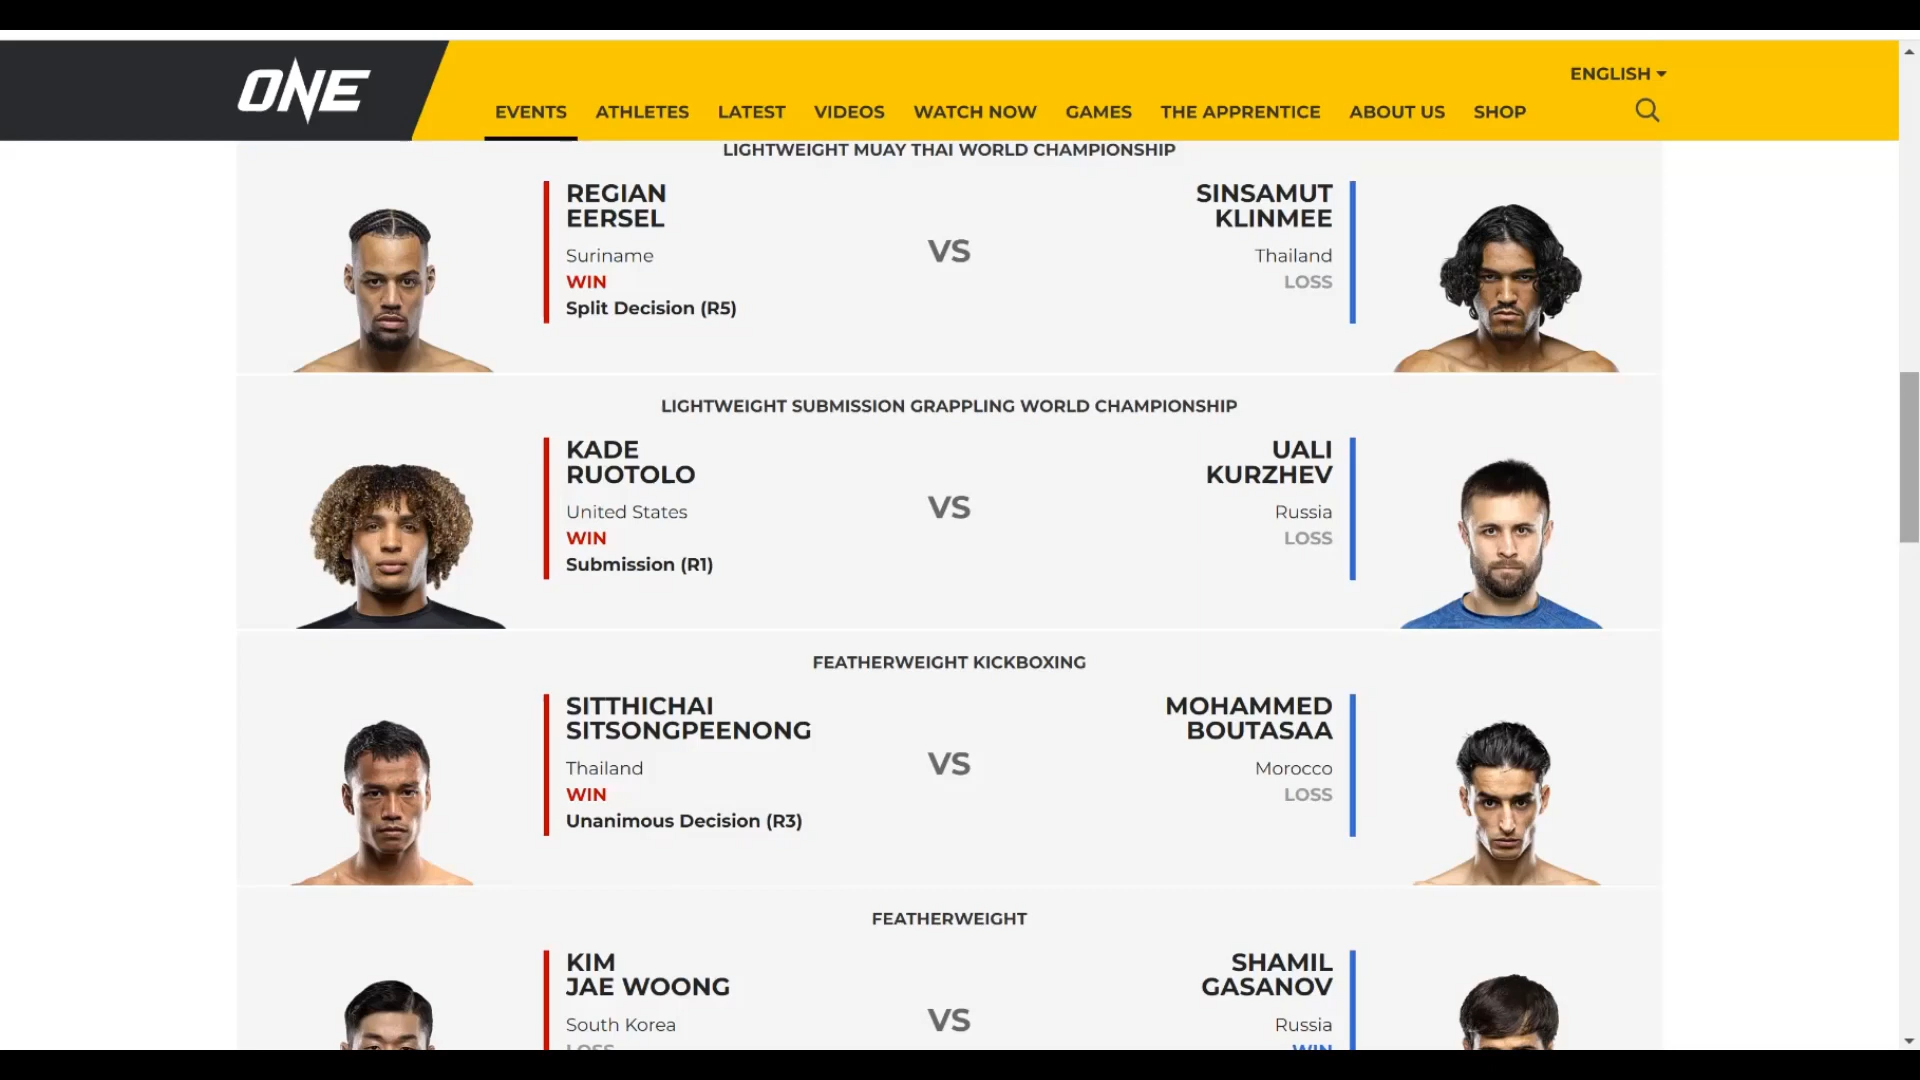 ONE
ENGLISH
EVENTS ATHLETES LATEST VIDEOS WATCH NOW GAMES THE APPRENTICE ABOUT US SHOP
LIGHTWEIGHT MUAY THAI WORLD CHAMPIONSHIP
REGIAN
EERSEL
Suriname
WIN
Split Decision (R5)
VS
SINSAMUT
KLINMEE
Thailand
LOSS
LIGHTWEIGHT SUBMISSION GRAPPLING WORLD CHAMPIONSHIP
KADE
RUOTOLO
United States
WIN
Submission (R1)
VS
UALI
KURZHEV
Russia
LOSS
FEATHERWEIGHT KICKBOXING
SITTHICHAI
SITSONGPEENONG
Thailand
WIN
Unanimous Decision (R3)
VS
MOHAMMED
BOUTASAA
Morocco
LOSS
FEATHERWEIGHT
KIM
JAE WOONG
South Korea
LOSS
VS
SHAMIL
GASANOV
Russia
WIN